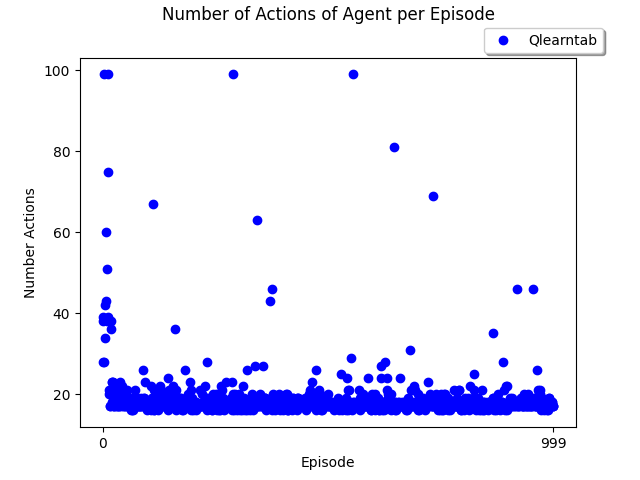 Number of Actions of Agent per Episode
Qlearntab
100
80
60
40
20
Number Actions
0
999
Episode